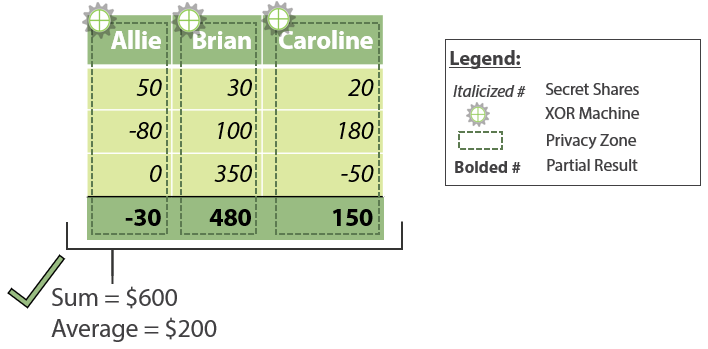 Allie Brian Caroline
50 30 20
-80 100 180
0 350 -50
-30 480 150
Sum = $600
Average = $200
Legend:
Italicized # Secret Shares
XOR Machine
Privacy Zone
Bolded # Partial Result